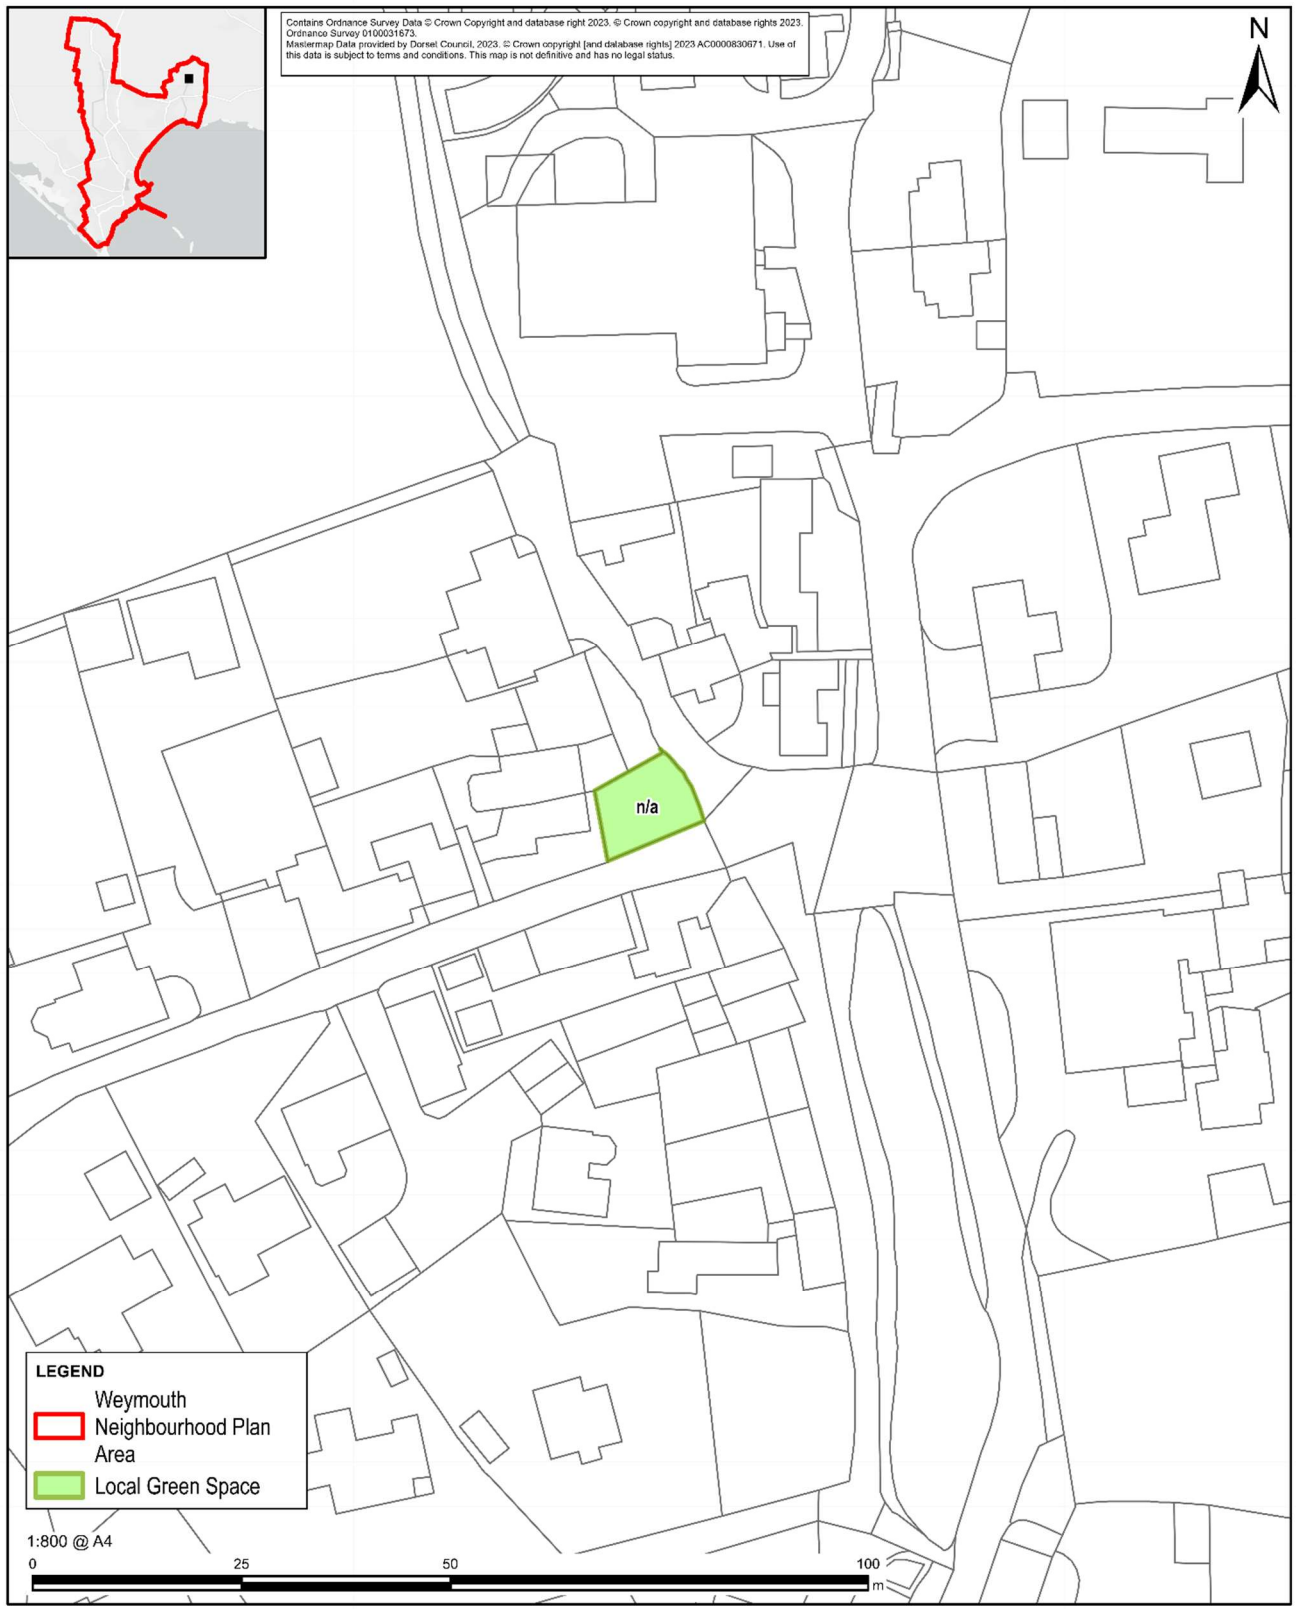 Contains Ordnance Survey Data © Crown Copyright and database right 2023. © Crown copyright and database rights 2023.
Ordnance Survey 0100031673.
Mastermap Data provided by Dorset Council, 2023. © Crown copyright [and database rights] 2023 AC0000830671. Use of
this data is subject to terms and conditions. This map is not definitive and has no legal status.
N
n/a
LEGEND
Weymouth
Neighbourhood Plan
Area
Local Green Space
1:800 @ A4
0 25 50 100
m